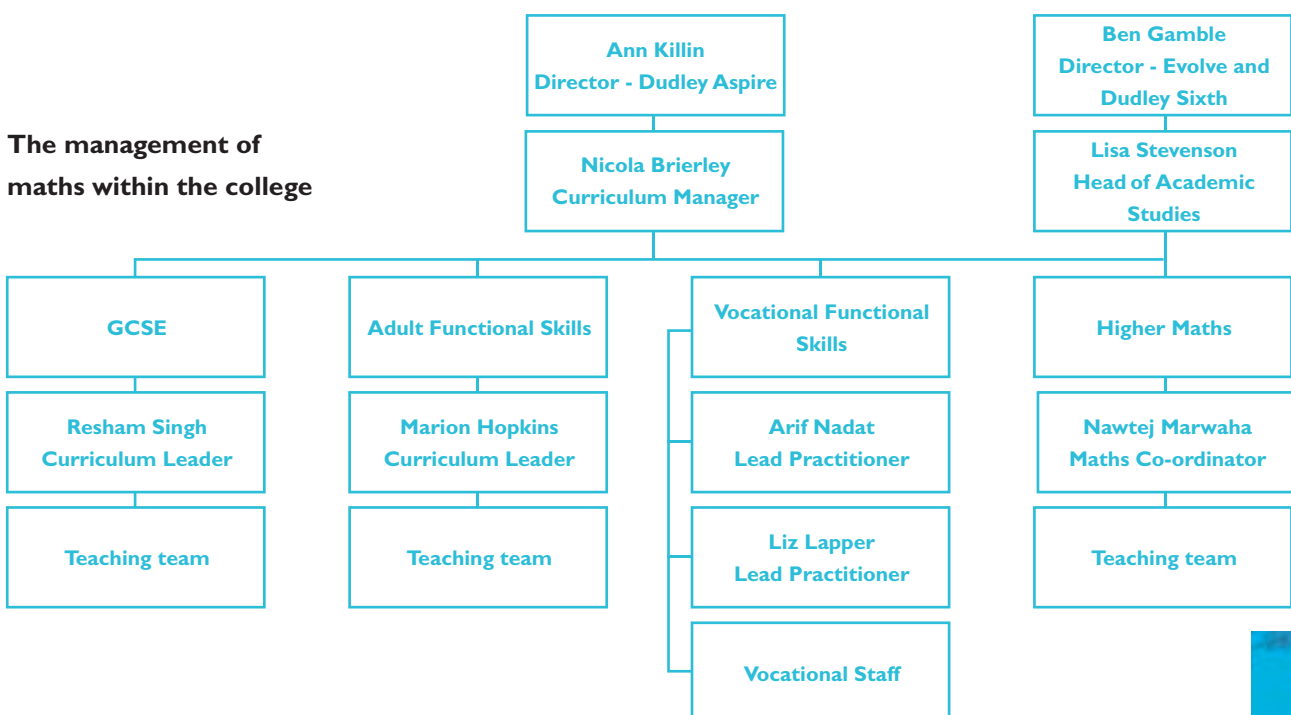 Ann Killin
Director - Dudley Aspire
Ben Gamble
Director - Evolve and
Dudley Sixth
The management of
maths within the college
Nicola Brierley
Curriculum Manager
Lisa Stevenson
Head of Academic
Studies
GCSE
Adult Functional Skills
Vocational Functional
Skills
Higher Maths
Resham Singh
Curriculum Leader
Marion Hopkins
Curriculum Leader
Arif Nadat
Lead Practitioner
Nawtej Marwaha
Maths Co-ordinator
Teaching team
Teaching team
Liz Lapper
Lead Practitioner
Teaching team
Vocational Staff